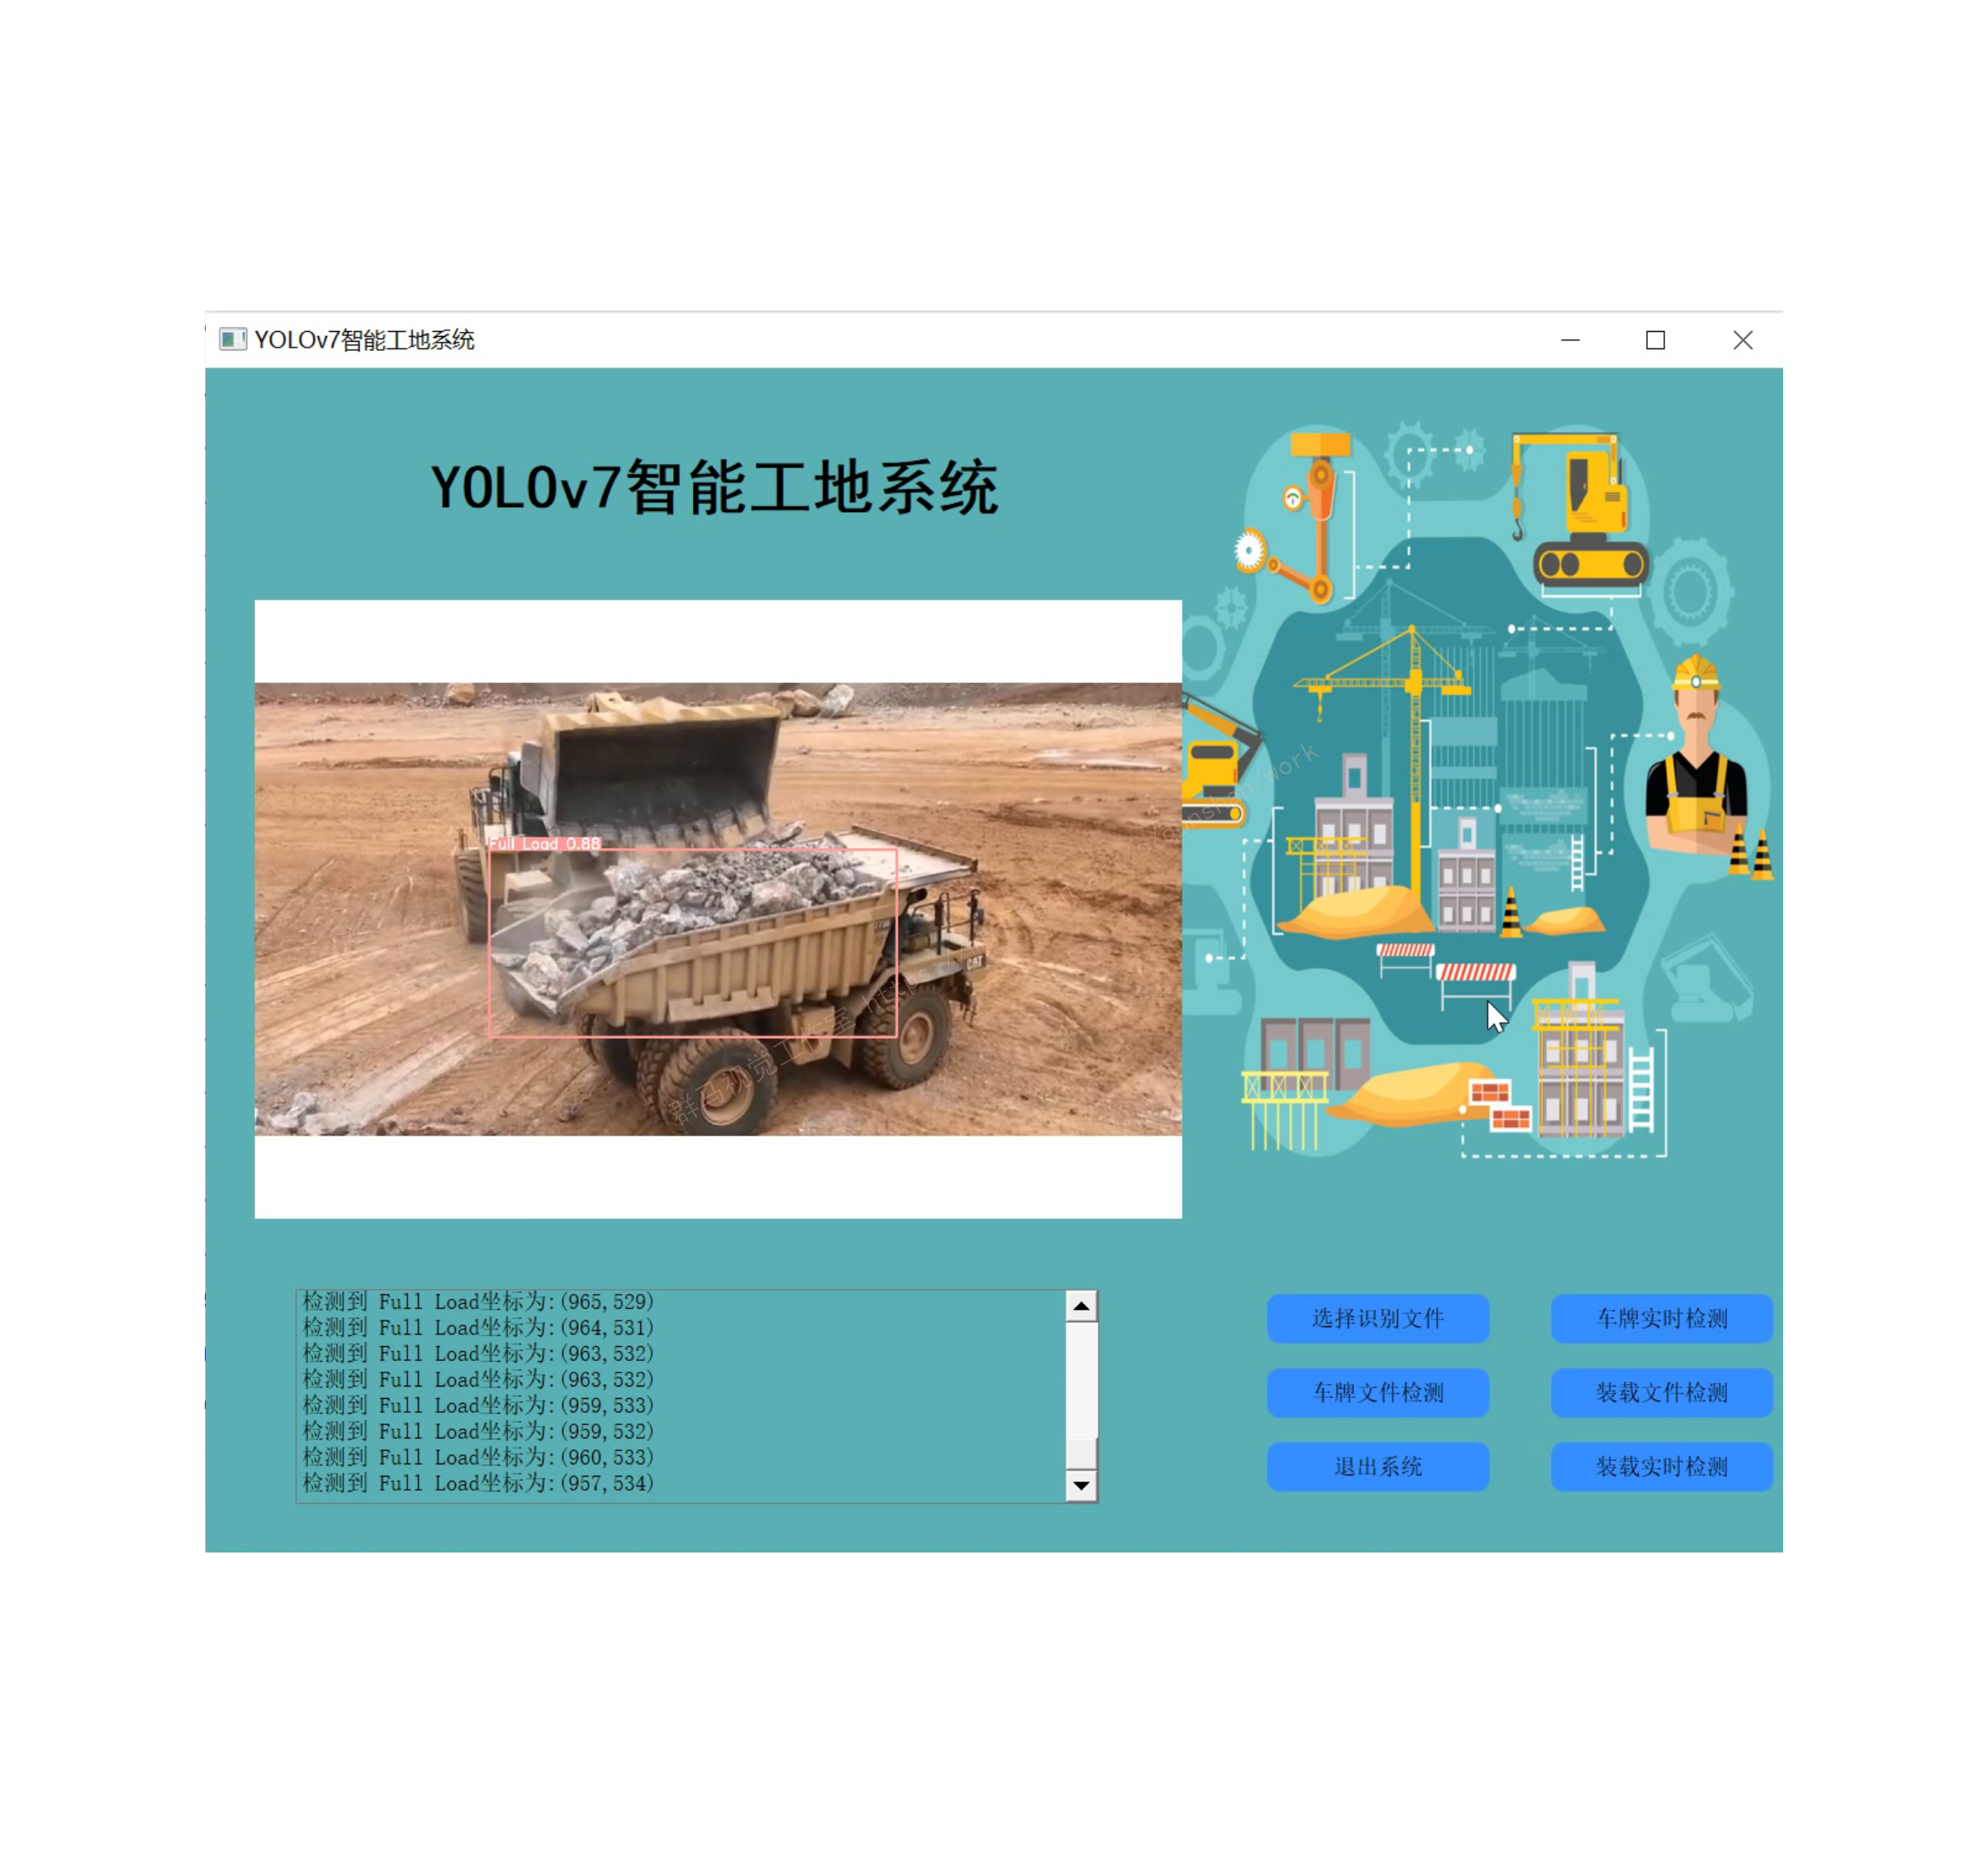 YOLOv7智能工地系统
YOLOv7智能工地系统
Full Load 0.88
CAT
群马视觉工
检测到 Full Load坐标为:(965,529)
检测到 Full Load坐标为:(964,531)
检测到 Full Load坐标为:(963,532)
检测到 Full Load坐标为:(963,532)
检测到 Full Load坐标为:(959,533)
检测到 Full Load坐标为:(959,532)
检测到 Full Load坐标为:(960,533)
检测到 Full Load坐标为:(957,534)
选择识别文件
车牌实时检测
车牌文件检测
装载文件检测
退出系统
装载实时检测